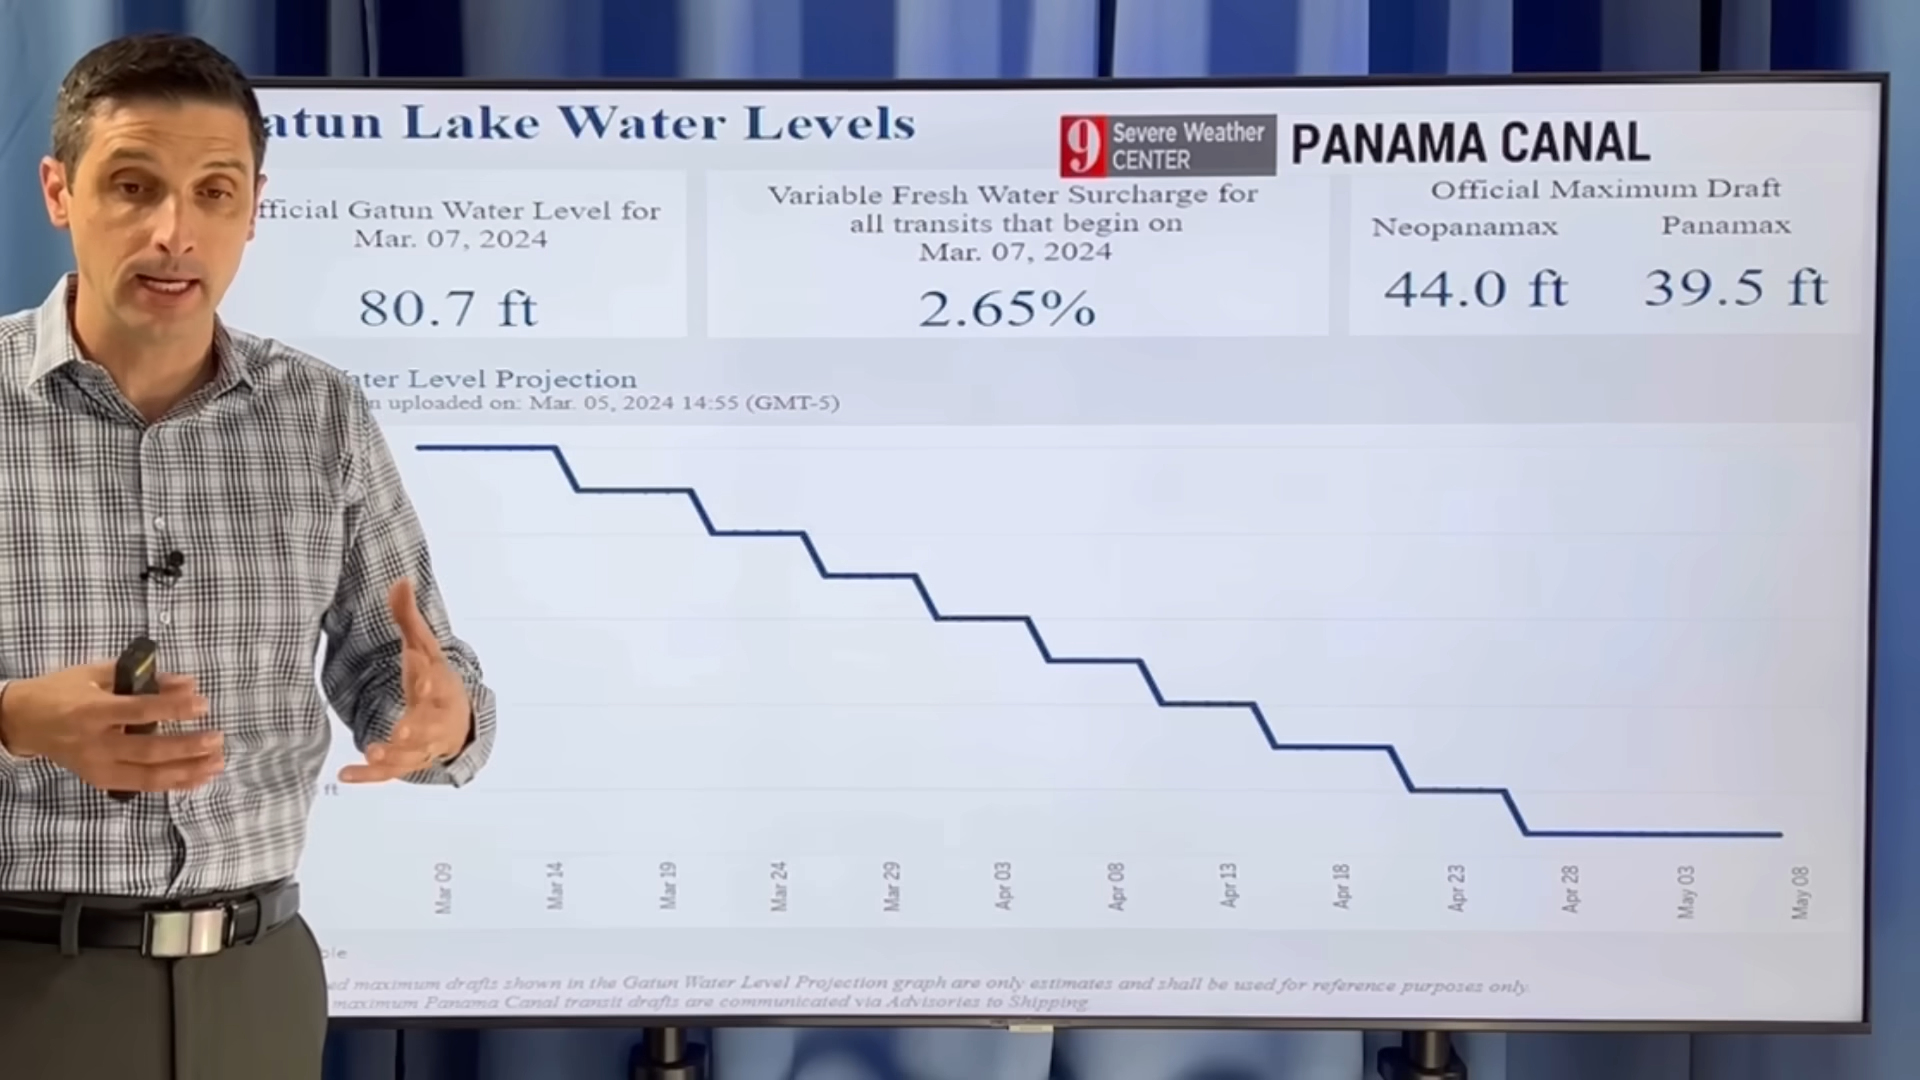 atun Lake Water Levels
9 Severe Weather
CENTER
PANAMA CANAL
fficial Gatun Water Level for
Mar. 07, 2024
80.7 ft
Variable Fresh Water Surcharge for
all transits that begin on
Mar. 07, 2024
2.65%
Official Maximum Draft
Neopanamax Panamax
44.0 ft 39.5 ft
ater Level Projection
n uploaded on: Mar. 05, 2024 14:55 (GMT-5)
ft
Mar 09 Mar 14 Mar 19 Mar 24 Mar 29 Apr 03 Apr 08 Apr 13 Apr 18 Apr 23 Apr 28 May 03 May 08
ble
ed maximum drafts shown in the Gatun Water Level Projection graph are only estimates and shall be used for reference purposes only.
maximum Panama Canal transit drafts are communicated via Advisories to Shipping.